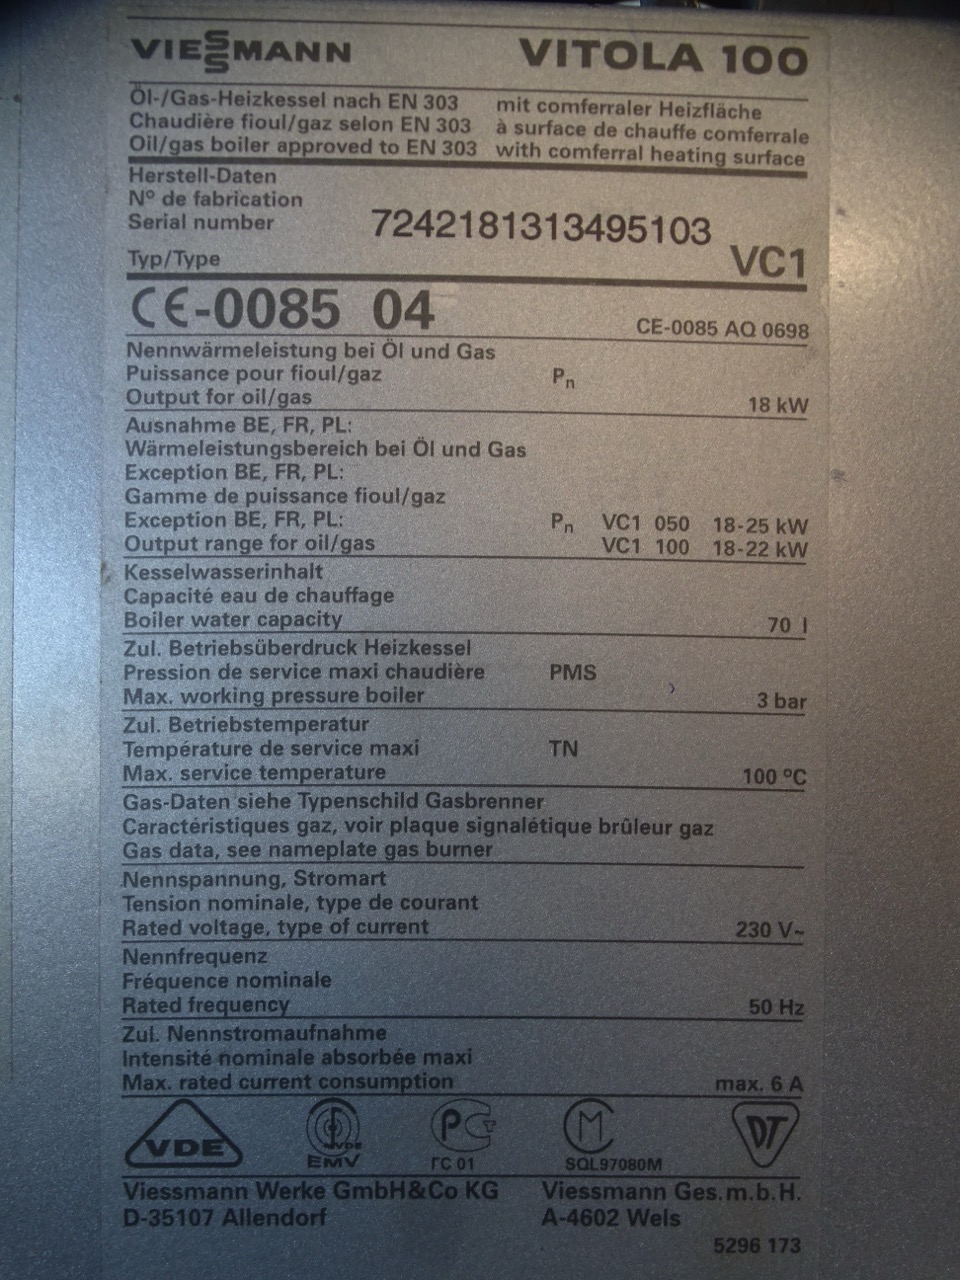 VIESSMANN VITOLA 100
Öl-/Gas-Heizkessel nach EN 303 mit comferraler Heizfläche
Chaudière fioul/gaz selon EN 303 à surface de chauffe comferrale
Oil/gas boiler approved to EN 303 with comferral heating surface
Herstell-Daten
Nº de fabrication
Serial number 7242181313495103
Typ/Type VC1
CE-0085 04 CE-0085 AQ 0698
Nennwärmeleistung bei Öl und Gas
Puissance pour fioul/gaz Pn
Output for oil/gas 18 kW
Ausnahme BE, FR, PL:
Wärmeleistungsbereich bei Öl und Gas
Exception BE, FR, PL:
Gamme de puissance fioul/gaz
Exception BE, FR, PL: Pn VC1 050 18-25 kW
Output range for oil/gas VC1 100 18-22 kW
Kesselwasserinhalt
Capacité eau de chauffage
Boiler water capacity 70 l
Zul. Betriebsüberdruck Heizkessel
Pression de service maxi chaudière PMS
Max. working pressure boiler 3 bar
Zul. Betriebstemperatur
Température de service maxi TN
Max. service temperature 100 ºC
Gas-Daten siehe Typenschild Gasbrenner
Caractéristiques gaz, voir plaque signalétique brûleur gaz
Gas data, see nameplate gas burner
Nennspannung, Stromart
Tension nominale, type de courant
Rated voltage, type of current 230 V~
Nennfrequenz
Fréquence nominale
Rated frequency 50 Hz
Zul. Nennstromaufnahme
Intensité nominale absorbée maxi
Max. rated current consumption max. 6 A
VDE VDE PCT M DT
EMV ГC 01 SQL97080M
Viessmann Werke GmbH&Co KG Viessmann Ges.m.b.H.
D-35107 Allendorf A-4602 Wels
5296 173